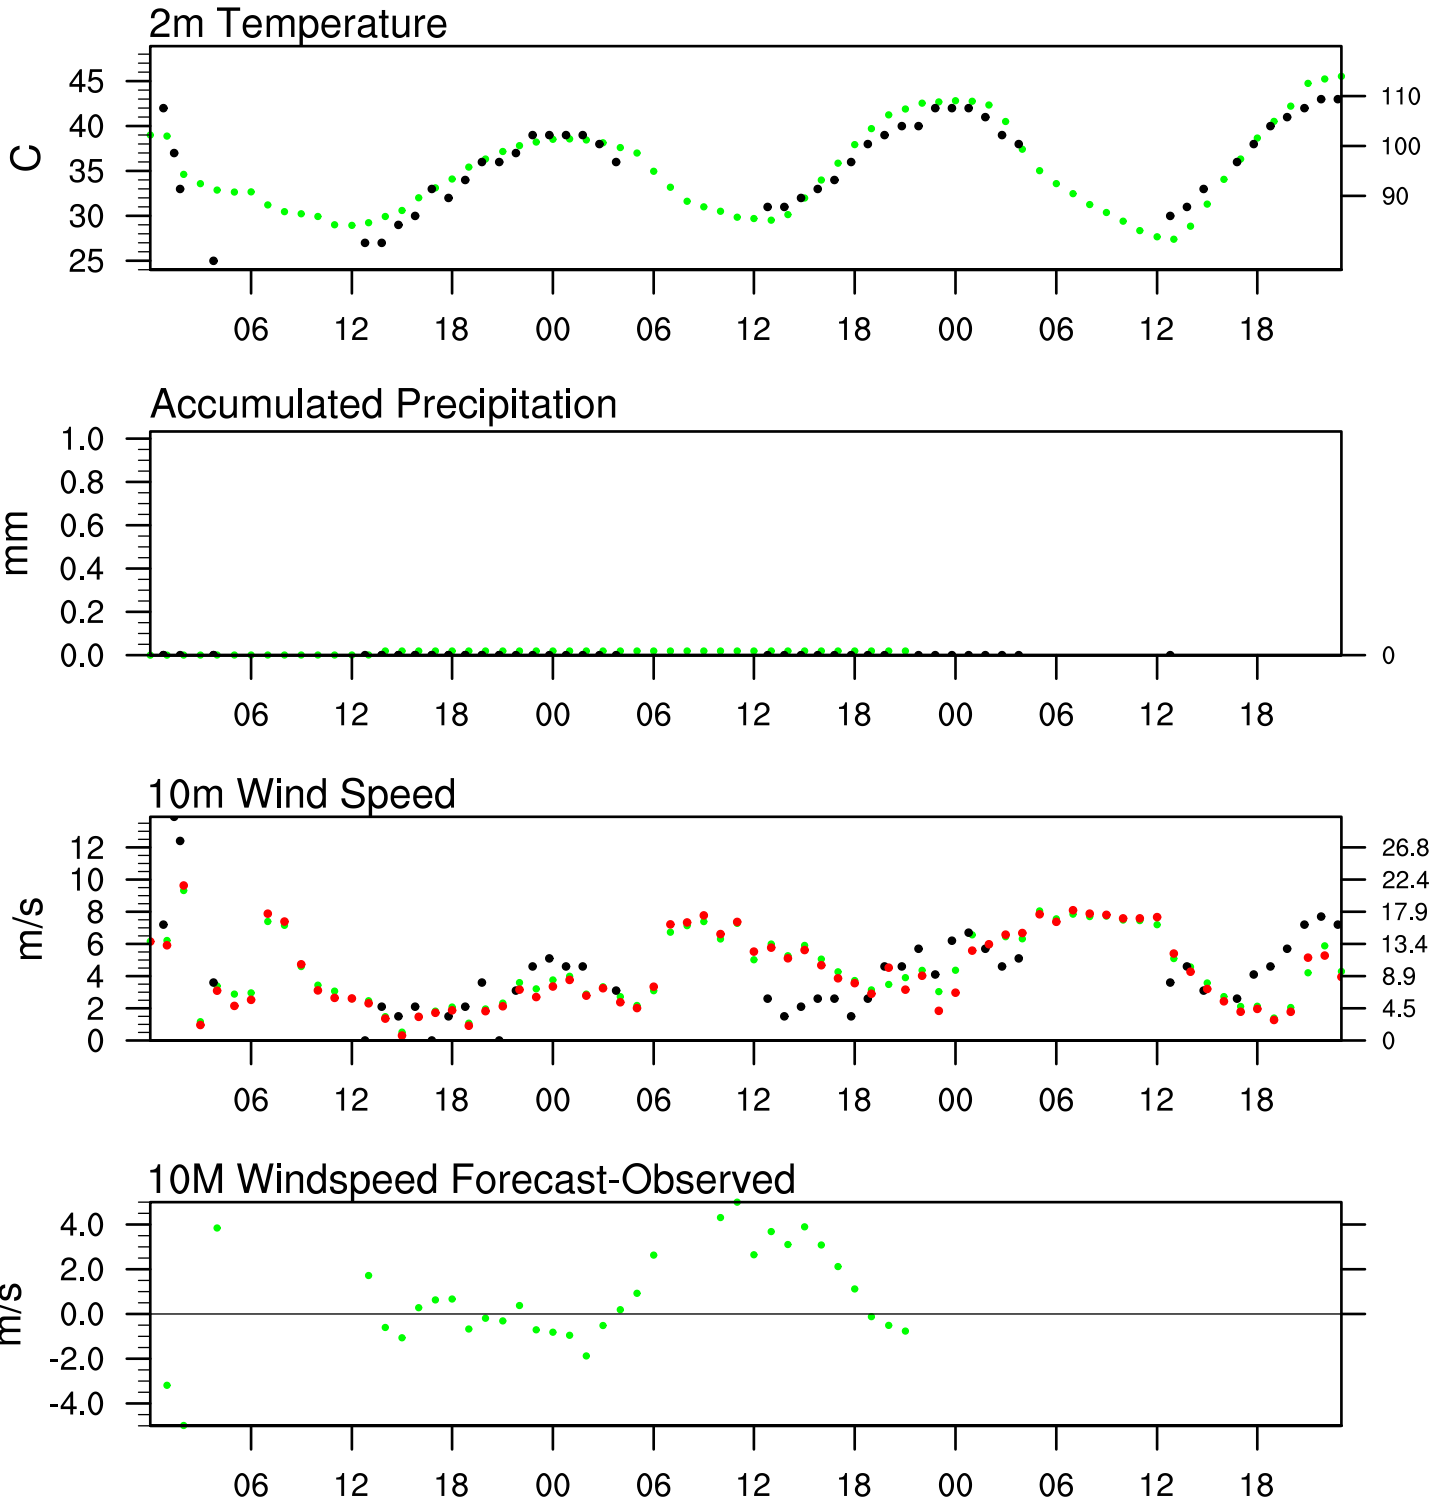 2m Temperature
45
40
35
30
25
C
110
100
90
06 12 18 00 06 12 18 00 06 12 18
Accumulated Precipitation
1.0
0.8
0.6
0.4
0.2
0.0
mm
0
06 12 18 00 06 12 18 00 06 12 18
10m Wind Speed
12
10
8
6
4
2
0
m/s
26.8
22.4
17.9
13.4
8.9
4.5
0
06 12 18 00 06 12 18 00 06 12 18
10M Windspeed Forecast-Observed
4.0
2.0
0.0
-2.0
-4.0
m/s
06 12 18 00 06 12 18 00 06 12 18